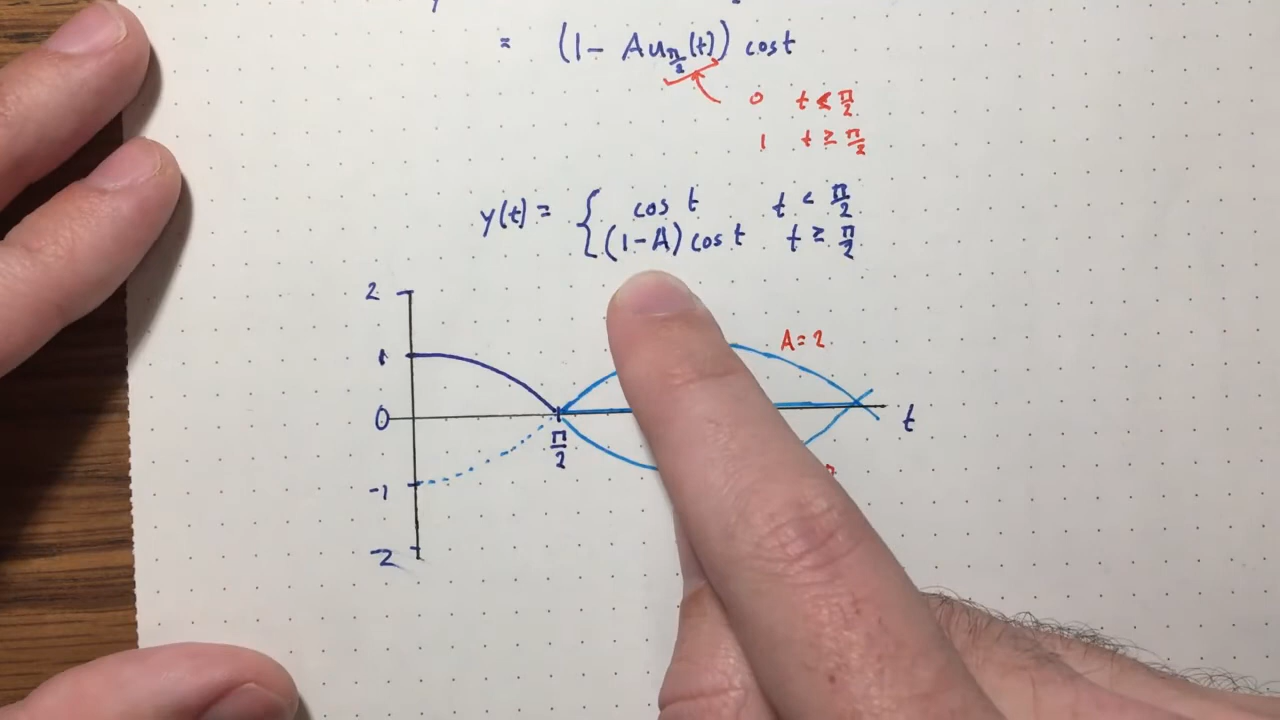 = (1 - Au_{π/2}(t)) cos t
0 t < π/2
1 t ≥ π/2
y(t) = { cos t t < π/2
(1-A) cos t t ≥ π/2
2
A=2
1
0
t
π/2
-1
-2